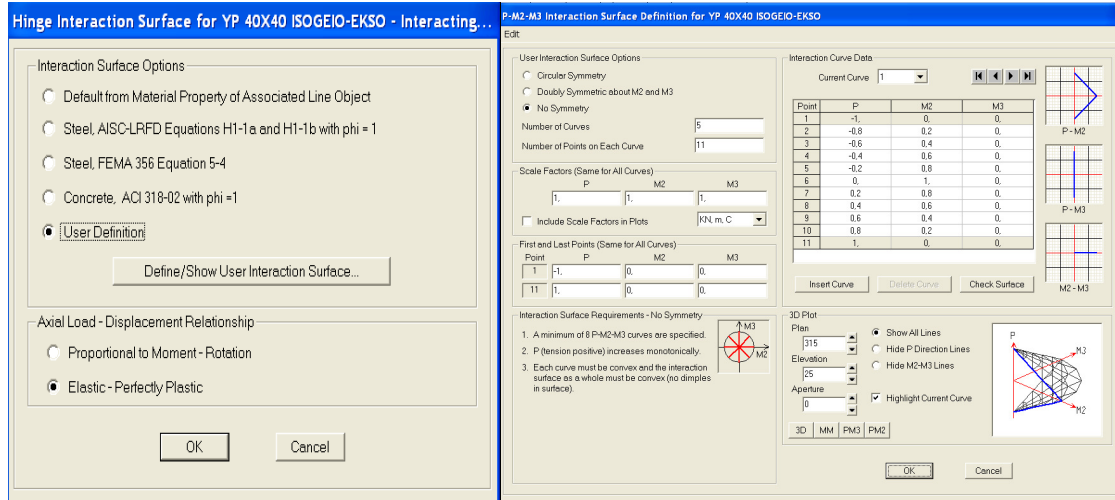 Hinge Interaction Surface for YP 40X40 ISOGEIO-EKSO - Interacting...
Interaction Surface Options
Default from Material Property of Associated Line Object
Steel, AISC-LRFD Equations H1-1a and H1-1b with phi = 1
Steel, FEMA 356 Equation 5-4
Concrete, ACI 318-02 with phi =1
User Definition
Define/Show User Interaction Surface...
Axial Load - Displacement Relationship
Proportional to Moment - Rotation
Elastic - Perfectly Plastic
OK Cancel
P-M2-M3 Interaction Surface Definition for YP 40X40 ISOGEIO-EKSO
Edit
User Interaction Surface Options
Circular Symmetry
Doubly Symmetric about M2 and M3
No Symmetry
Number of Curves 5
Number of Points on Each Curve 11
Scale Factors (Same for All Curves)
P M2 M3
1, 1, 1,
Include Scale Factors in Plots KN, m, C
First and Last Points (Same for All Curves)
Point P M2 M3
1 -1, 0, 0,
11 1, 0, 0,
Interaction Surface Requirements - No Symmetry
1. A minimum of 8 P-M2-M3 curves are specified.
2. P (tension positive) increases monotonically.
3. Each curve must be convex and the interaction
surface as a whole must be convex (no dimples
in surface).
M3
M2
Interaction Curve Data
Current Curve 1
Point P M2 M3
1 -1, 0, 0,
2 -0,8 0,2 0,
3 -0,6 0,4 0,
4 -0,4 0,6 0,
5 -0,2 0,8 0,
6 0, 1, 0,
7 0,2 0,8 0,
8 0,4 0,6 0,
9 0,6 0,4 0,
10 0,8 0,2 0,
11 1, 0, 0,
P - M2
P - M3
M2 - M3
Insert Curve Delete Curve Check Surface
3D Plot
Plan
315
Elevation
25
Aperture
0
Show All Lines
Hide P Direction Lines
Hide M2-M3 Lines
Highlight Current Curve
3D MM PM3 PM2
P
M3
M2
OK Cancel